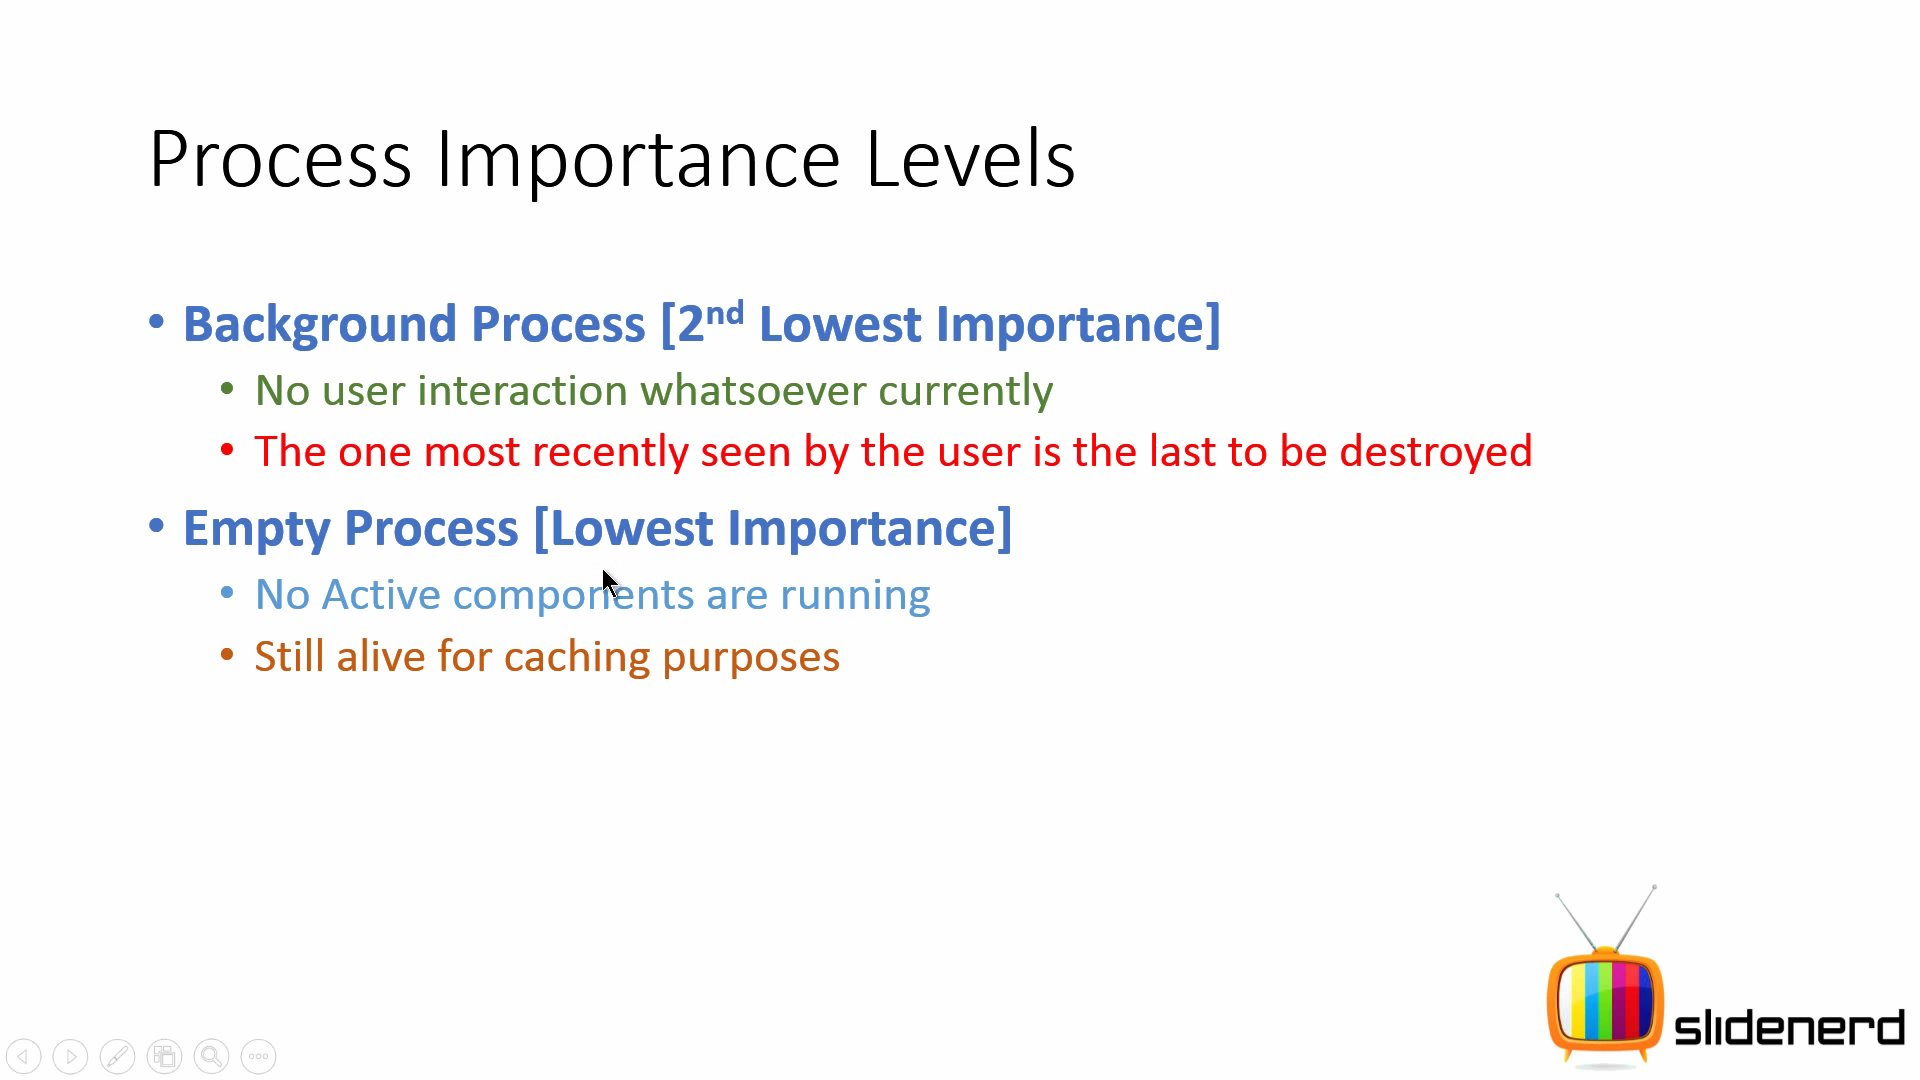 Process Importance Levels
• Background Process [2nd Lowest Importance]
• No user interaction whatsoever currently
• The one most recently seen by the user is the last to be destroyed
• Empty Process [Lowest Importance]
• No Active components are running
• Still alive for caching purposes
slidenerd